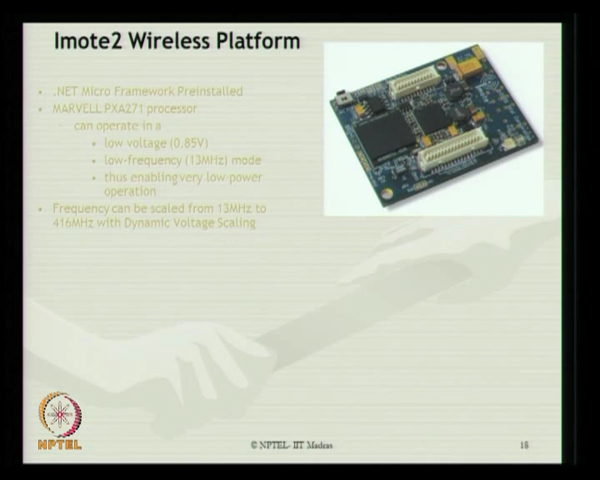 Imote2 Wireless Platform
• .NET Micro Framework Preinstalled
• MARVELL PXA271 processor
– can operate in a
• low voltage (0.85V)
• low-frequency (13MHz) mode
• thus enabling very low power
operation
• Frequency can be scaled from 13MHz to
416MHz with Dynamic Voltage Scaling
NPTEL
© NPTEL- IIT Madras